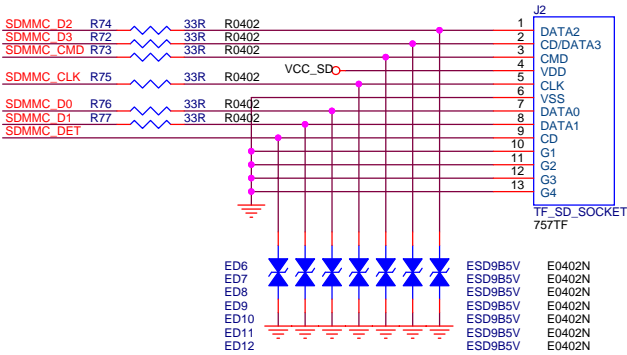 J2
SDMMC_D2 R74 33R R0402 1 DATA2
SDMMC_D3 R72 33R R0402 2 CD/DATA3
SDMMC_CMD R73 33R R0402 3 CMD
VCC_SD 4 VDD
SDMMC_CLK R75 33R R0402 5 CLK
6 VSS
SDMMC_D0 R76 33R R0402 7 DATA0
SDMMC_D1 R77 33R R0402 8 DATA1
SDMMC_DET 9 CD
10 G1
11 G2
12 G3
13 G4
TF_SD_SOCKET
757TF
ED6 ESD9B5V E0402N
ED7 ESD9B5V E0402N
ED8 ESD9B5V E0402N
ED9 ESD9B5V E0402N
ED10 ESD9B5V E0402N
ED11 ESD9B5V E0402N
ED12 ESD9B5V E0402N